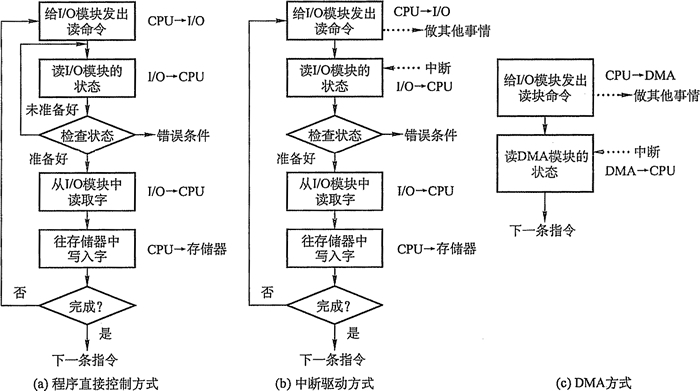 给I/O模块发出
读命令
CPU→I/O
读I/O模块的
状态
I/O→CPU
未准备好
检查状态
错误条件
准备好
从I/O模块中
读取字
I/O→CPU
往存储器中
写入字
CPU→存储器
否
完成?
是
下一条指令
(a) 程序直接控制方式
给I/O模块发出
读命令
CPU→I/O
做其他事情
读I/O模块的
状态
中断
I/O→CPU
检查状态
错误条件
准备好
从I/O模块中
读取字
I/O→CPU
往存储器中
写入字
CPU→存储器
否
完成?
是
下一条指令
(b) 中断驱动方式
给I/O模块发出
读块命令
CPU→DMA
做其他事情
读DMA模块的
状态
中断
DMA→CPU
下一条指令
(c) DMA方式